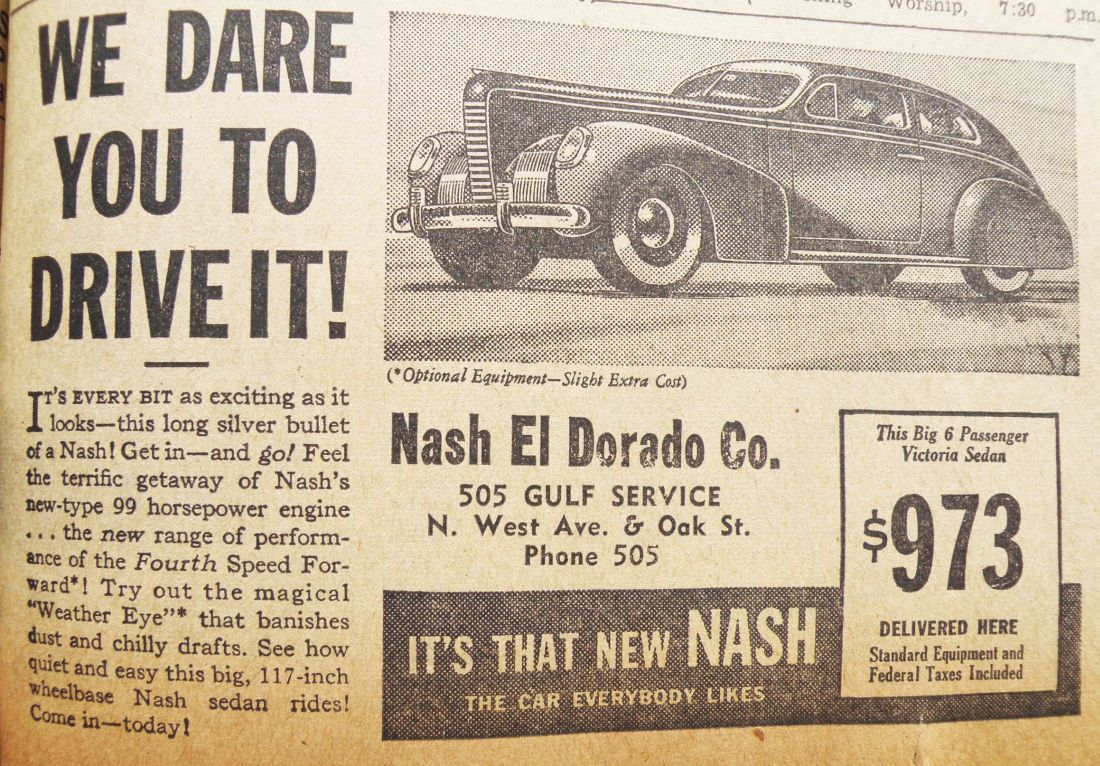 Worship, 7:30 p.m.
WE DARE
YOU TO
DRIVE IT!
IT'S EVERY BIT as exciting as it
looks—this long silver bullet
of a Nash! Get in—and go! Feel
the terrific getaway of Nash's
new-type 99 horsepower engine
... the new range of perform-
ance of the Fourth Speed For-
ward*! Try out the magical
"Weather Eye"* that banishes
dust and chilly drafts. See how
quiet and easy this big, 117-inch
wheelbase Nash sedan rides!
Come in—today!
(*Optional Equipment—Slight Extra Cost)
Nash El Dorado Co.
505 GULF SERVICE
N. West Ave. & Oak St.
Phone 505
This Big 6 Passenger
Victoria Sedan
$973
DELIVERED HERE
Standard Equipment and
Federal Taxes Included
IT'S THAT NEW NASH
THE CAR EVERYBODY LIKES